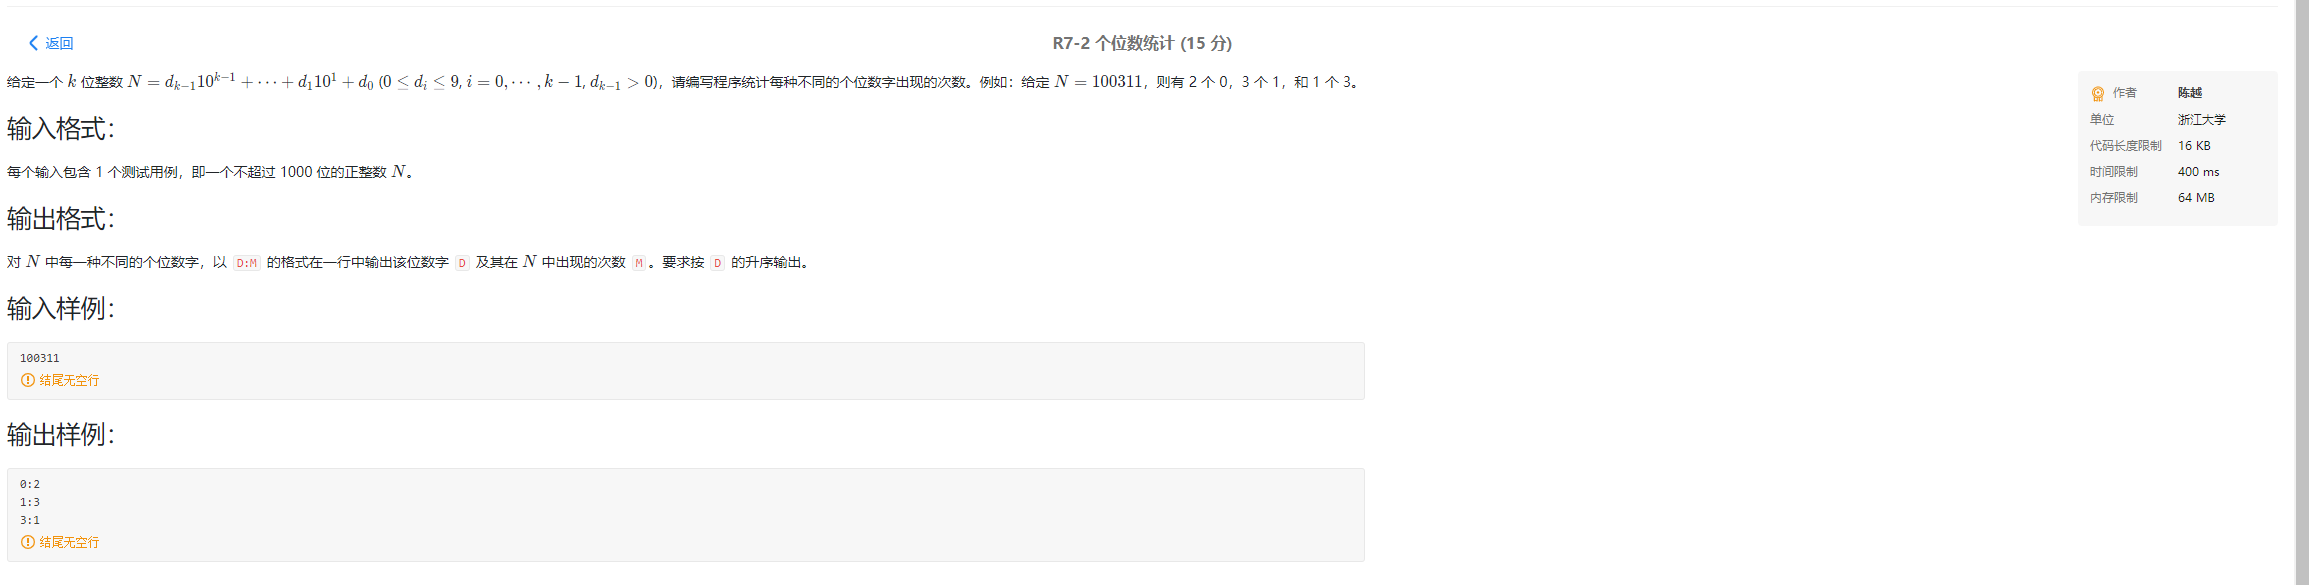 返回
R7-2 个位数统计 (15 分)
给定一个 k 位整数 N = d_{k−1}10^{k−1} + ⋯ + d_1 10^1 + d_0 (0 ≤ d_i ≤ 9, i = 0, ⋯ , k − 1, d_{k−1} > 0)，请编写程序统计每种不同的个位数字出现的次数。例如：给定 N = 100311，则有 2 个 0，3 个 1，和 1 个 3。
作者 陈越
单位 浙江大学
代码长度限制 16 KB
时间限制 400 ms
内存限制 64 MB
输入格式：
每个输入包含 1 个测试用例，即一个不超过 1000 位的正整数 N。
输出格式：
对 N 中每一种不同的个位数字，以 D:M 的格式在一行中输出该位数字 D 及其在 N 中出现的次数 M。要求按 D 的升序输出。
输入样例：
100311
结尾无空行
输出样例：
0:2
1:3
3:1
结尾无空行